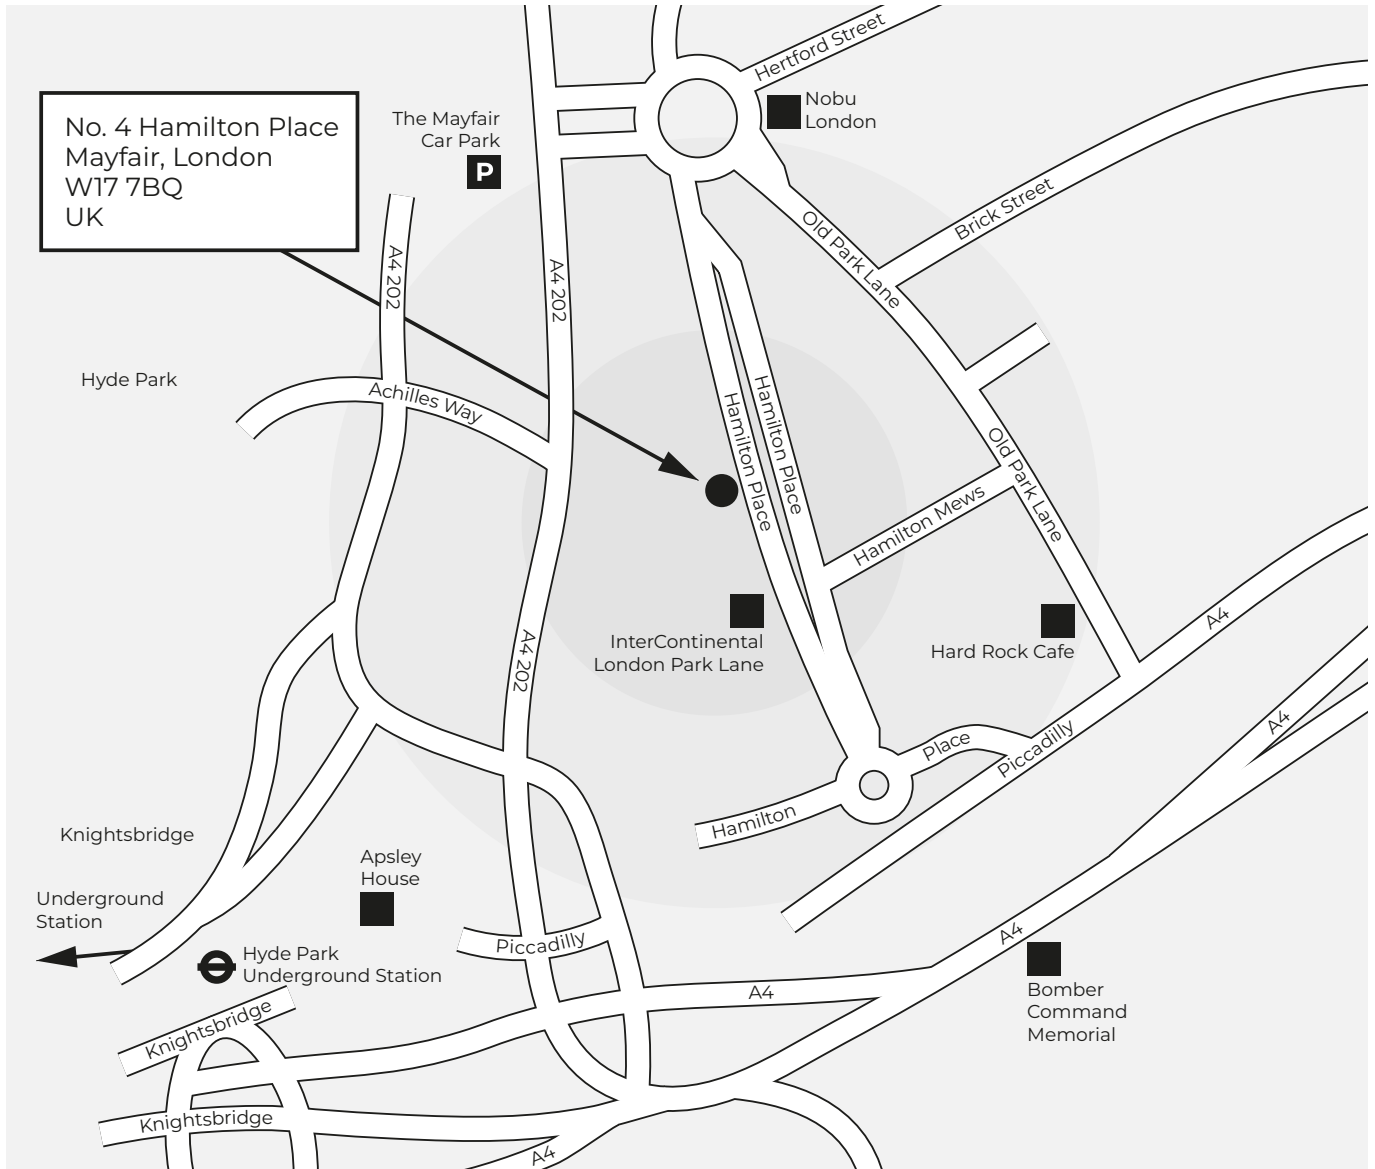 Hertford Street
Nobu
London
No. 4 Hamilton Place
Mayfair, London
W17 7BQ
UK
The Mayfair
Car Park
P
Brick Street
Old Park Lane
A4 202
A4 202
Hyde Park
Achilles Way
Hamilton Place
Hamilton Place
Old Park Lane
Hamilton Mews
A4
InterContinental
London Park Lane
Hard Rock Cafe
A4 202
A4
Place
Piccadilly
Hamilton
Knightsbridge
Apsley
House
Underground
Station
Piccadilly
A4
Hyde Park
Underground Station
A4
Bomber
Command
Memorial
Knightsbridge
Knightsbridge
A4